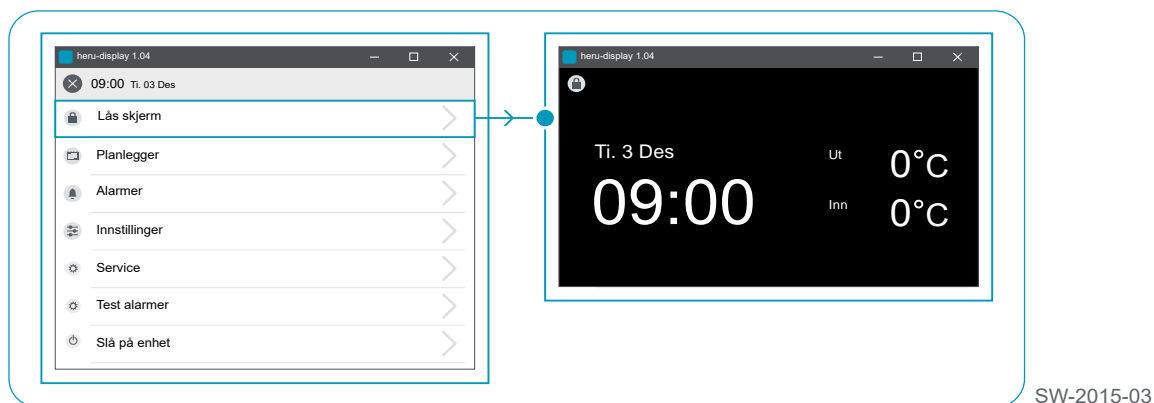 heru-display 1.04
09:00 Ti. 03 Des
Lås skjerm
Planlegger
Alarmer
Innstillinger
Service
Test alarmer
Slå på enhet
heru-display 1.04
Ti. 3 Des
09:00
Ut 0°C
Inn 0°C
SW-2015-03